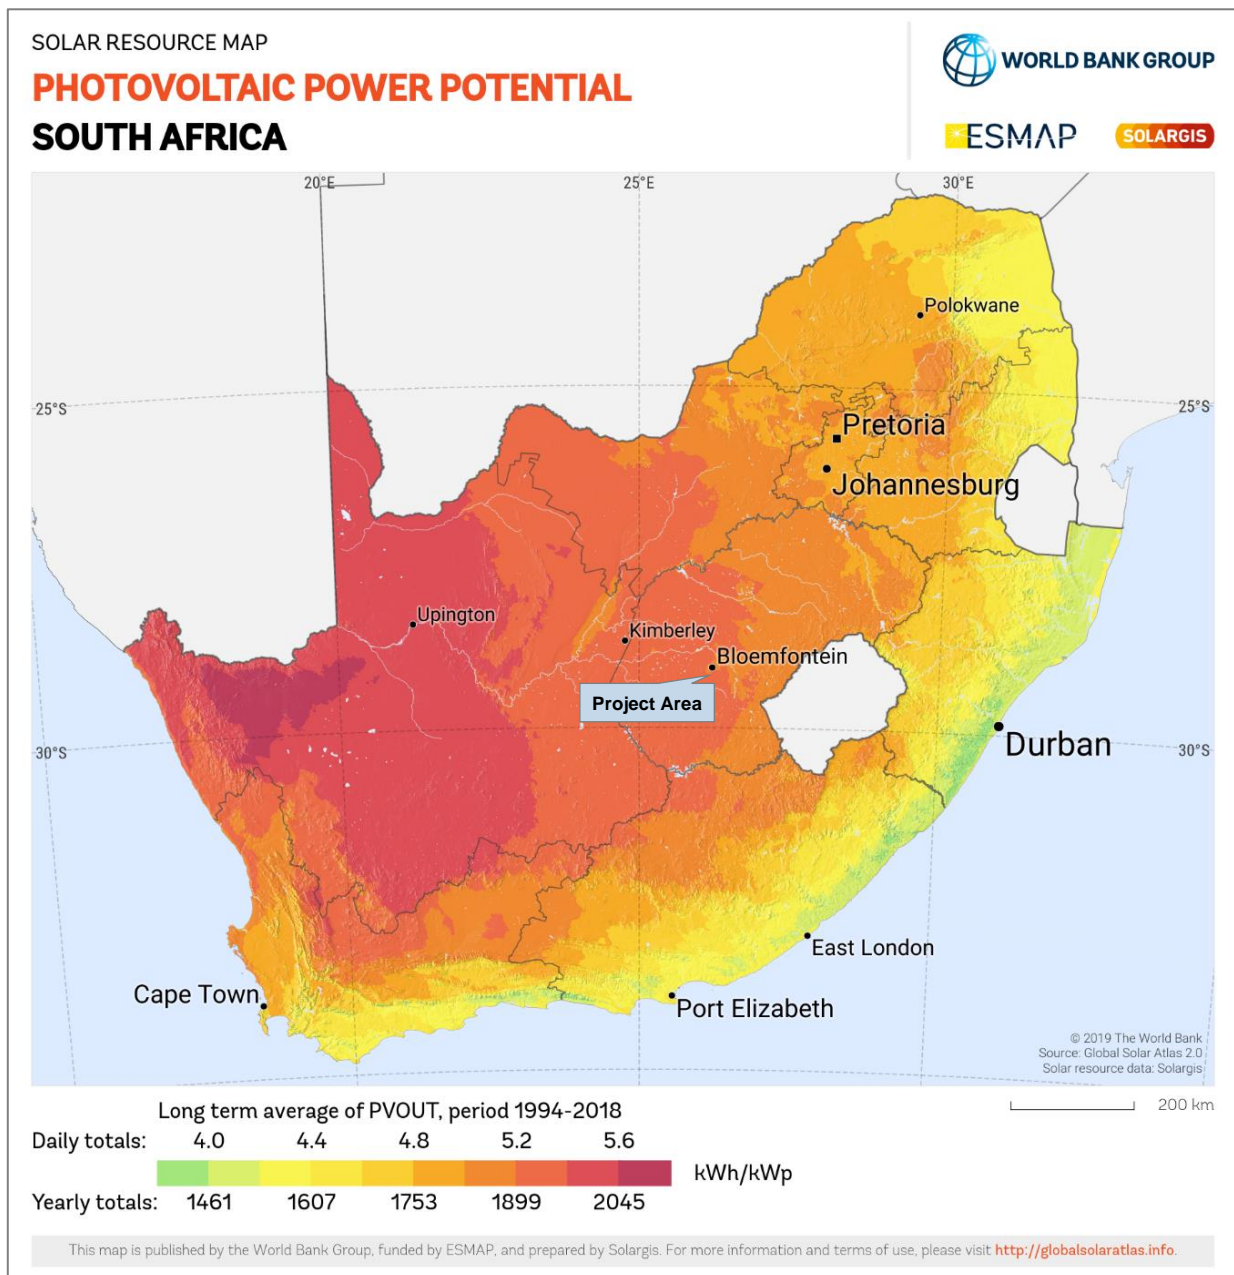 SOLAR RESOURCE MAP
PHOTOVOLTAIC POWER POTENTIAL
SOUTH AFRICA
WORLD BANK GROUP
ESMAP
SOLARGIS
20°E
25°E
30°E
Polokwane
25°S
25°S
Pretoria
Johannesburg
Upington
Kimberley
Bloemfontein
Project Area
30°S
30°S
Durban
East London
Cape Town
Port Elizabeth
© 2019 The World Bank
Source: Global Solar Atlas 2.0
Solar resource data: Solargis
200 km
Long term average of PVOUT, period 1994-2018
Daily totals: 4.0 4.4 4.8 5.2 5.6
kWh/kWp
Yearly totals: 1461 1607 1753 1899 2045
This map is published by the World Bank Group, funded by ESMAP, and prepared by Solargis. For more information and terms of use, please visit http://globalsolaratlas.info.